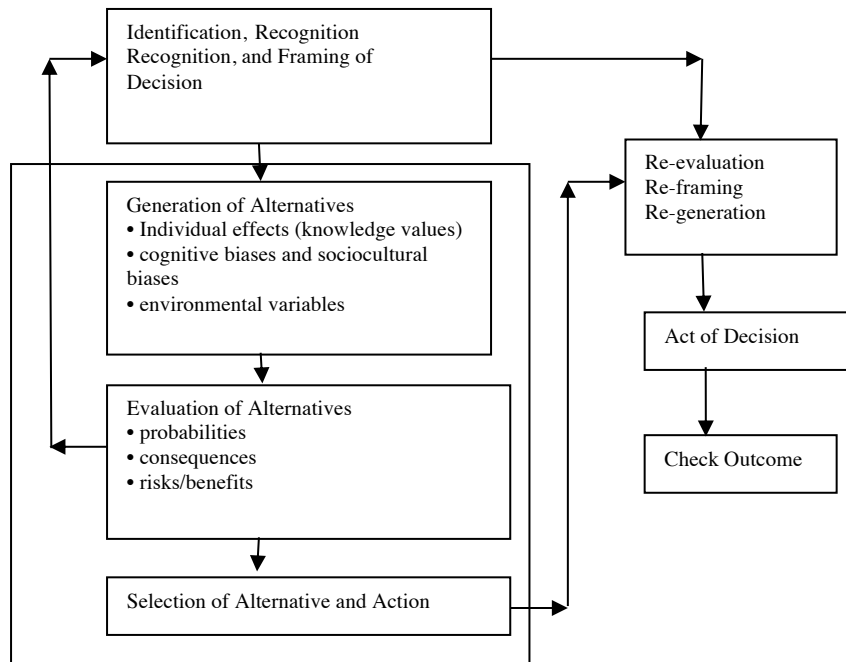 Identification, Recognition
Recognition, and Framing of
Decision
Generation of Alternatives
• Individual effects (knowledge values)
• cognitive biases and sociocultural
biases
• environmental variables
Evaluation of Alternatives
• probabilities
• consequences
• risks/benefits
Selection of Alternative and Action
Re-evaluation
Re-framing
Re-generation
Act of Decision
Check Outcome